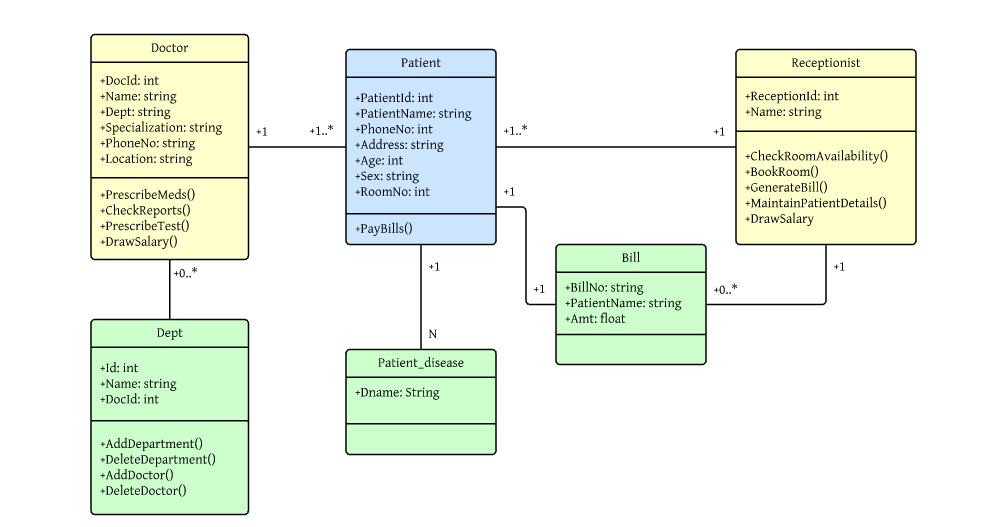 Doctor
+DocId: int
+Name: string
+Dept: string
+Specialization: string
+PhoneNo: string
+Location: string
+PrescribeMeds()
+CheckReports()
+PrescribeTest()
+DrawSalary()
+1
+1..*
Patient
+PatientId: int
+PatientName: string
+PhoneNo: int
+Address: string
+Age: int
+Sex: string
+RoomNo: int
+PayBills()
+1..*
+1
Receptionist
+ReceptionId: int
+Name: string
+CheckRoomAvailability()
+BookRoom()
+GenerateBill()
+MaintainPatientDetails()
+DrawSalary
+1
+1
Bill
+BillNo: string
+PatientName: string
+Amt: float
+0..*
+1
+0..*
Dept
+Id: int
+Name: string
+DocId: int
+AddDepartment()
+DeleteDepartment()
+AddDoctor()
+DeleteDoctor()
+1
N
Patient_disease
+Dname: String